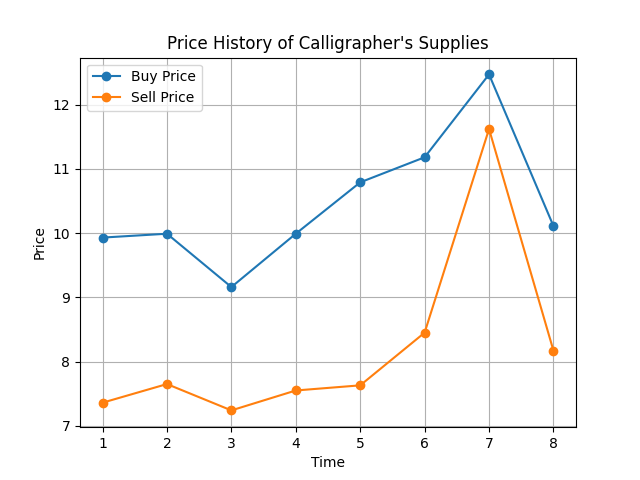 Price History of Calligrapher's Supplies
Buy Price
Sell Price
Price
12
11
10
9
8
7
1 2 3 4 5 6 7 8
Time